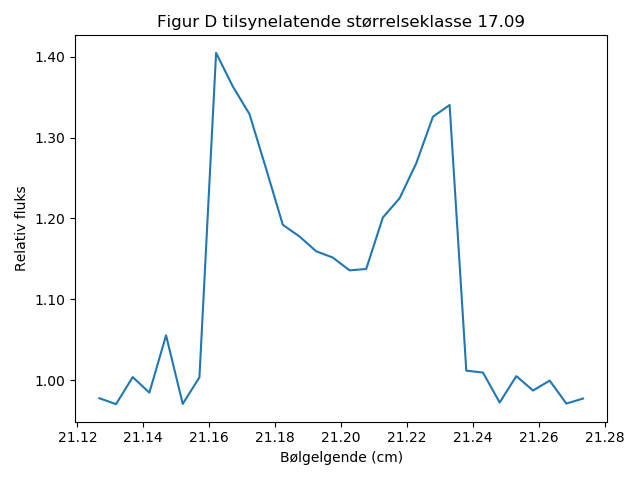 Figur D tilsynelatende størrelseklasse 17.09
1.40
1.30
1.20
1.10
1.00
Relativ fluks
21.12 21.14 21.16 21.18 21.20 21.22 21.24 21.26 21.28
Bølgelgende (cm)